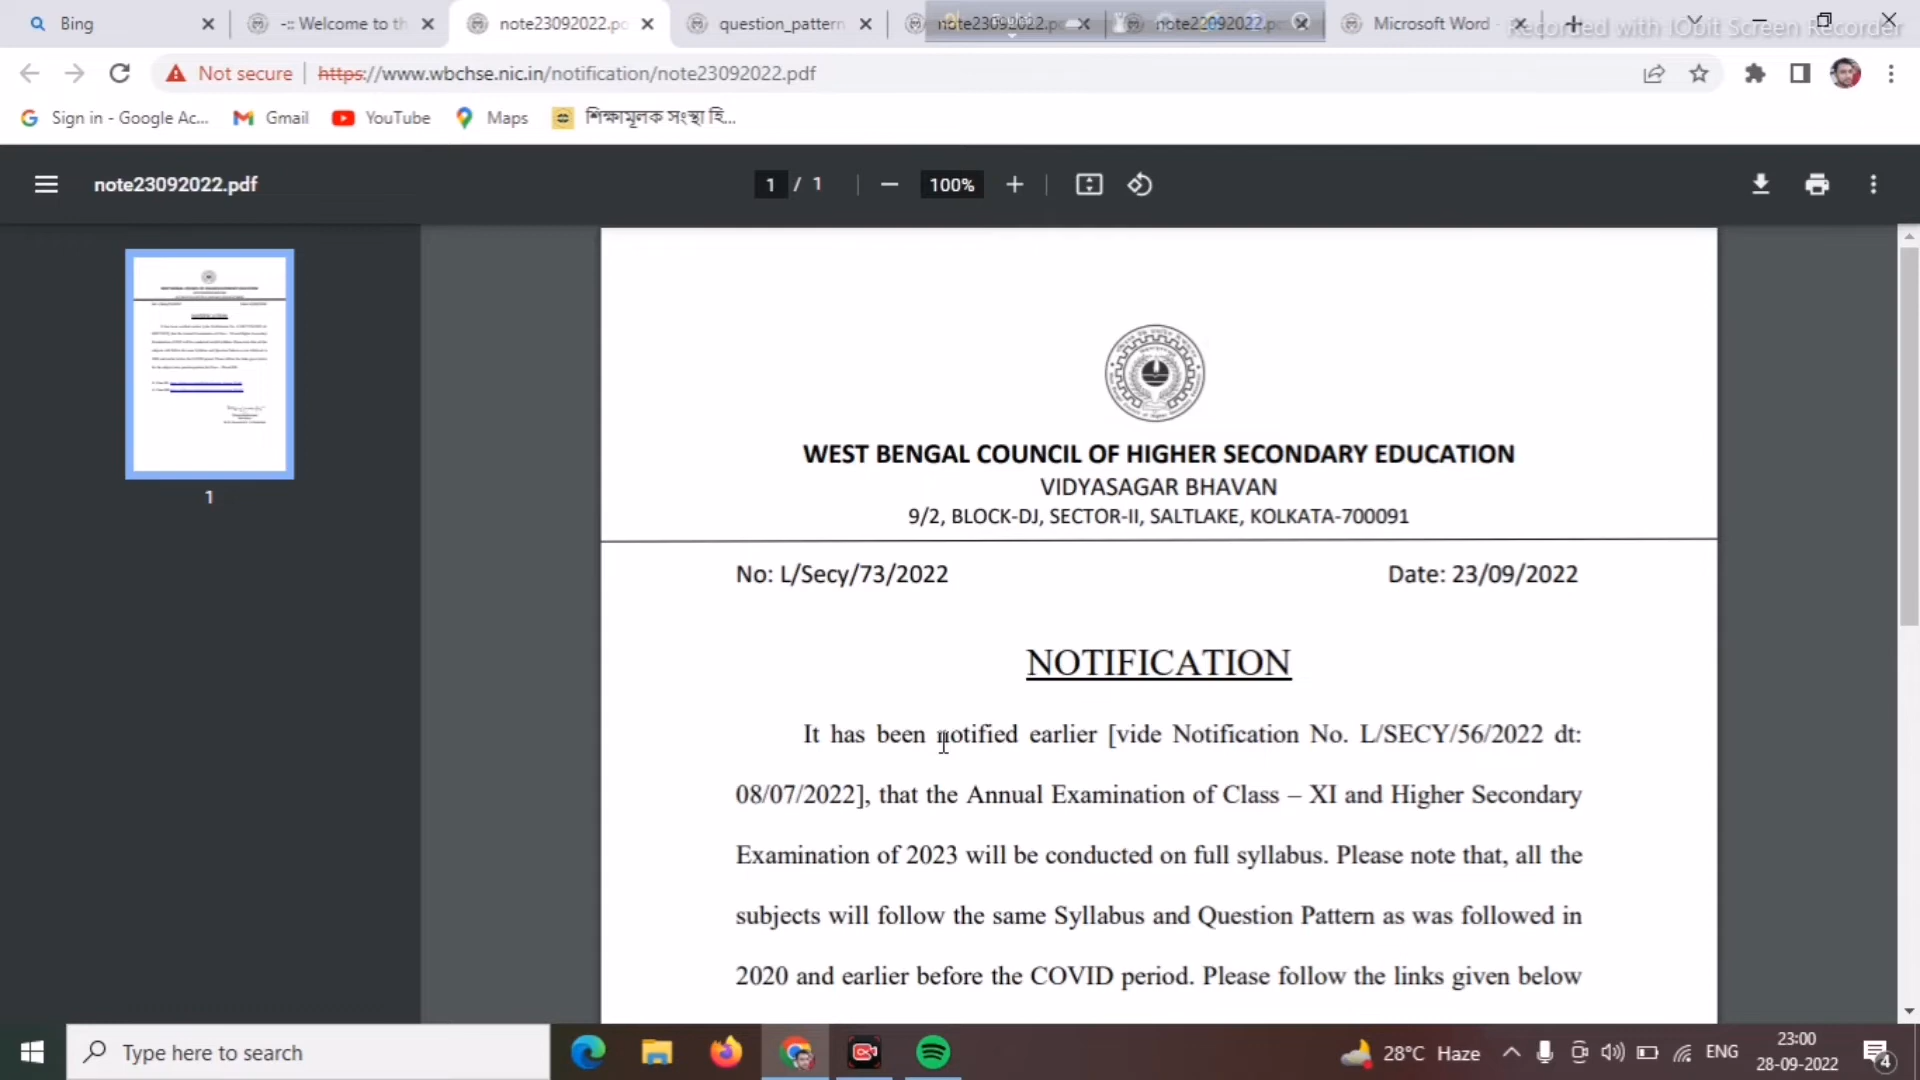 Bing
-:: Welcome to th
note23092022.pc
question_pattern
note23092022.pc
note22092022.pc
Microsoft Word -
Recorded with IObit Screen Recorder
Not secure
https://www.wbchse.nic.in/notification/note23092022.pdf
Sign in - Google Ac...
Gmail
YouTube
Maps
শিক্ষামূলক সংস্থা হি...
note23092022.pdf
1 / 1
100%
1
WEST BENGAL COUNCIL OF HIGHER SECONDARY EDUCATION
VIDYASAGAR BHAVAN
9/2, BLOCK-DJ, SECTOR-II, SALTLAKE, KOLKATA-700091
No: L/Secy/73/2022
Date: 23/09/2022
NOTIFICATION
It has been notified earlier [vide Notification No. L/SECY/56/2022 dt:
08/07/2022], that the Annual Examination of Class – XI and Higher Secondary
Examination of 2023 will be conducted on full syllabus. Please note that, all the
subjects will follow the same Syllabus and Question Pattern as was followed in
2020 and earlier before the COVID period. Please follow the links given below
Type here to search
28°C Haze
ENG
23:00
28-09-2022
4